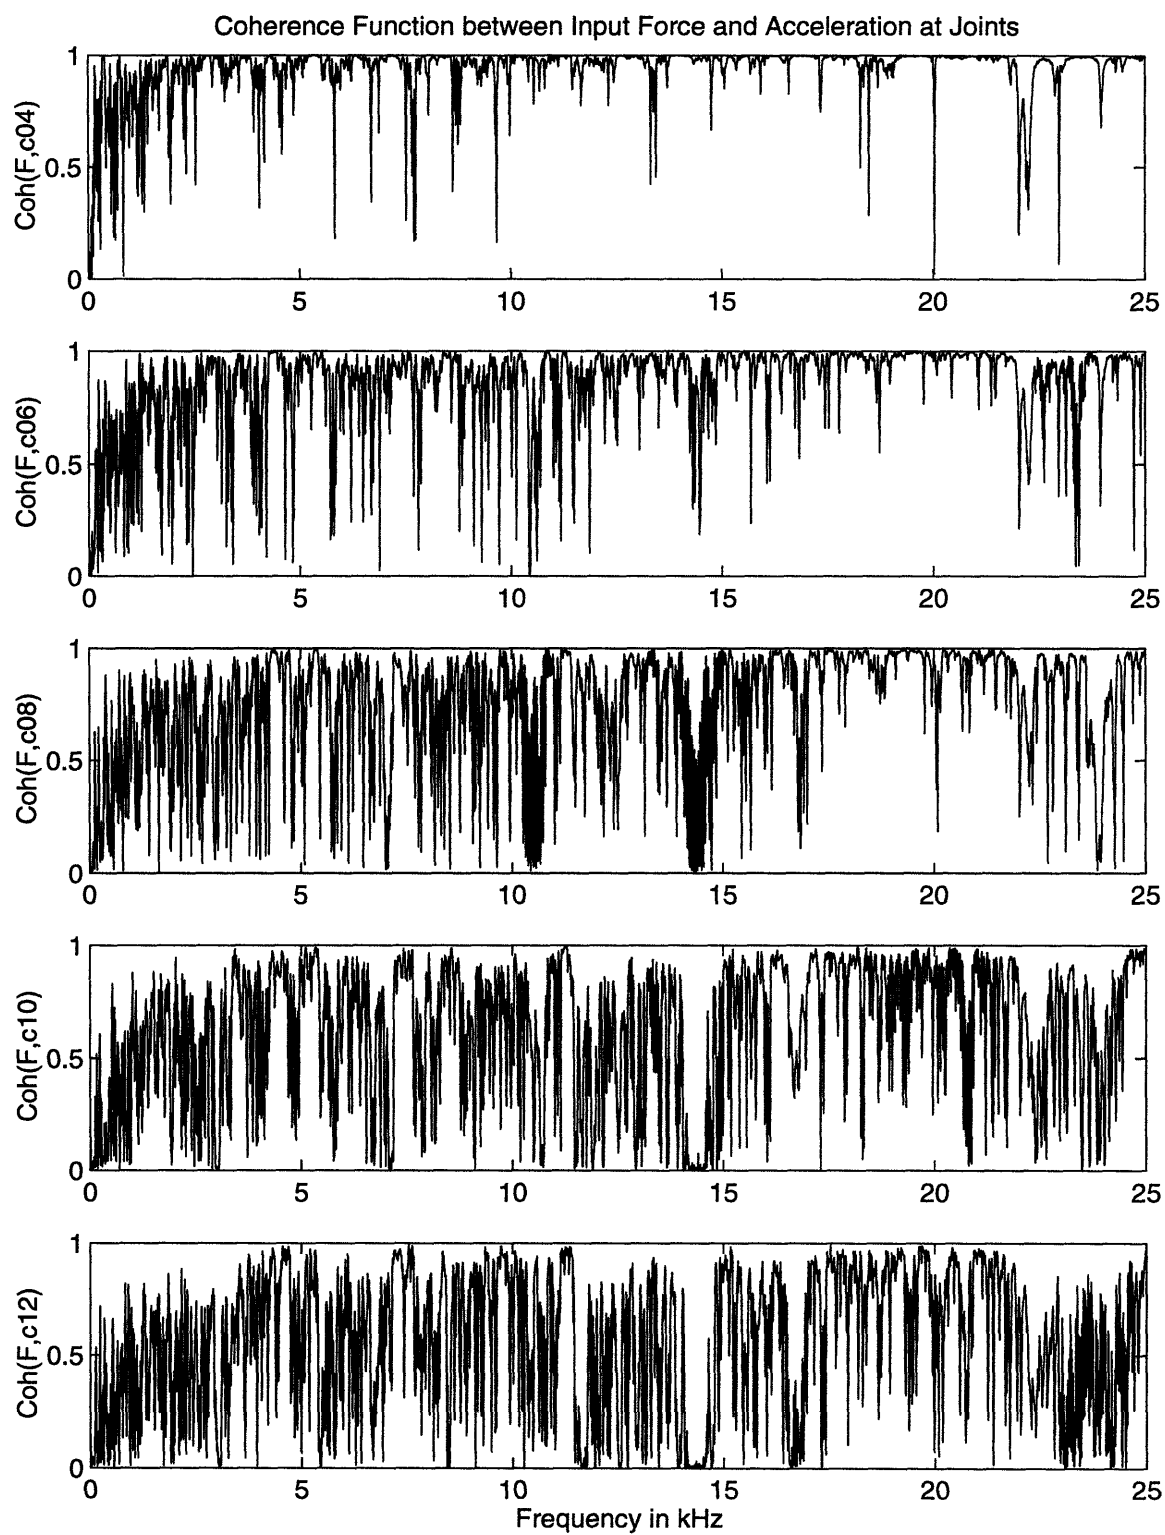 Coherence Function between Input Force and Acceleration at Joints
1
0.5
0
Coh(F,c04)
0 5 10 15 20 25
1
0.5
0
Coh(F,c06)
0 5 10 15 20 25
1
0.5
0
Coh(F,c08)
0 5 10 15 20 25
1
0.5
0
Coh(F,c10)
0 5 10 15 20 25
1
0.5
0
Coh(F,c12)
0 5 10 15 20 25
Frequency in kHz